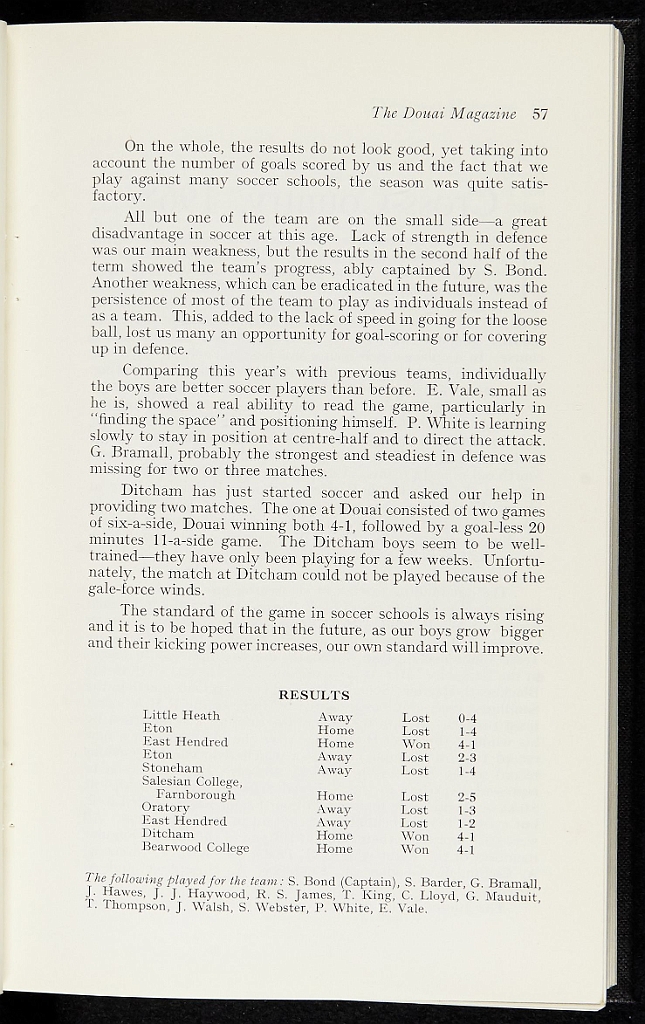 The Douai Magazine 57
On the whole, the results do not look good, yet taking into
account the number of goals scored by us and the fact that we
play against many soccer schools, the season was quite satis-
factory.
All but one of the team are on the small side—a great
disadvantage in soccer at this age. Lack of strength in defence
was our main weakness, but the results in the second half of the
term showed the team's progress, ably captained by S. Bond.
Another weakness, which can be eradicated in the future, was the
persistence of most of the team to play as individuals instead of
as a team. This, added to the lack of speed in going for the loose
ball, lost us many an opportunity for goal-scoring or for covering
up in defence.
Comparing this year's with previous teams, individually
the boys are better soccer players than before. E. Vale, small as
he is, showed a real ability to read the game, particularly in
"finding the space" and positioning himself. P. White is learning
slowly to stay in position at centre-half and to direct the attack.
G. Bramall, probably the strongest and steadiest in defence was
missing for two or three matches.
Ditcham has just started soccer and asked our help in
providing two matches. The one at Douai consisted of two games
of six-a-side, Douai winning both 4-1, followed by a goal-less 20
minutes 11-a-side game. The Ditcham boys seem to be well-
trained—they have only been playing for a few weeks. Unfortu-
nately, the match at Ditcham could not be played because of the
gale-force winds.
The standard of the game in soccer schools is always rising
and it is to be hoped that in the future, as our boys grow bigger
and their kicking power increases, our own standard will improve.
RESULTS
Little Heath Away Lost 0-4
Eton Home Lost 1-4
East Hendred Home Won 4-1
Eton Away Lost 2-3
Stoneham Away Lost 1-4
Salesian College,
Farnborough Home Lost 2-5
Oratory Away Lost 1-3
East Hendred Away Lost 1-2
Ditcham Home Won 4-1
Bearwood College Home Won 4-1
The following played for the team: S. Bond (Captain), S. Barder, G. Bramall,
J. Hawes, J. J. Haywood, R. S. James, T. King, C. Lloyd, G. Mauduit,
T. Thompson, J. Walsh, S. Webster, P. White, E. Vale.